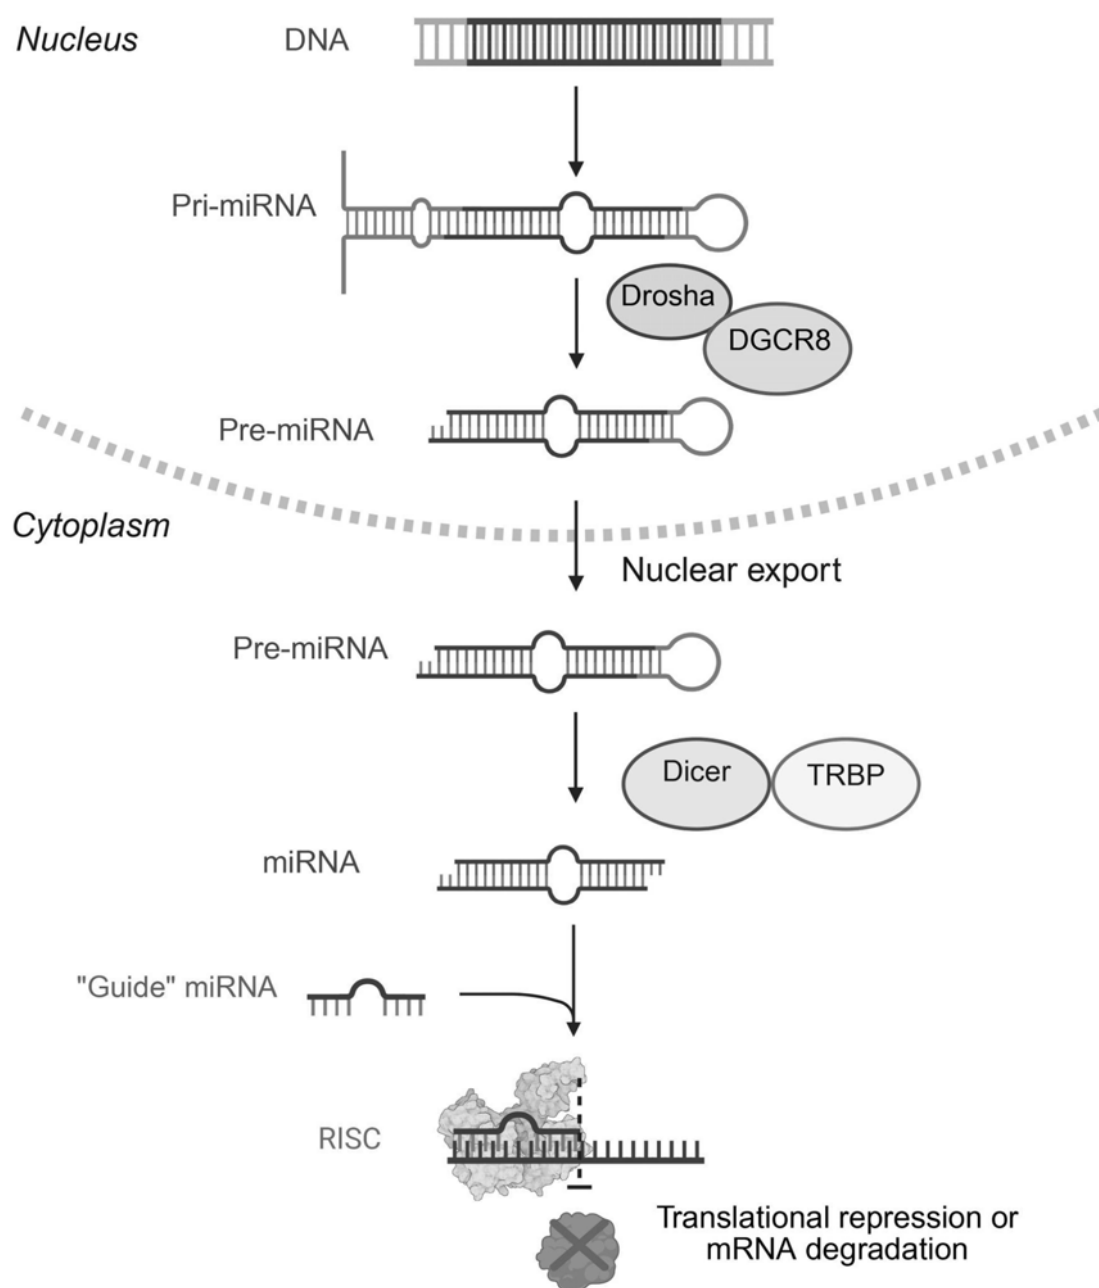 Nucleus
DNA
Pri-miRNA
Drosha
DGCR8
Pre-miRNA
Cytoplasm
Nuclear export
Pre-miRNA
Dicer
TRBP
miRNA
"Guide" miRNA
RISC
Translational repression or
mRNA degradation